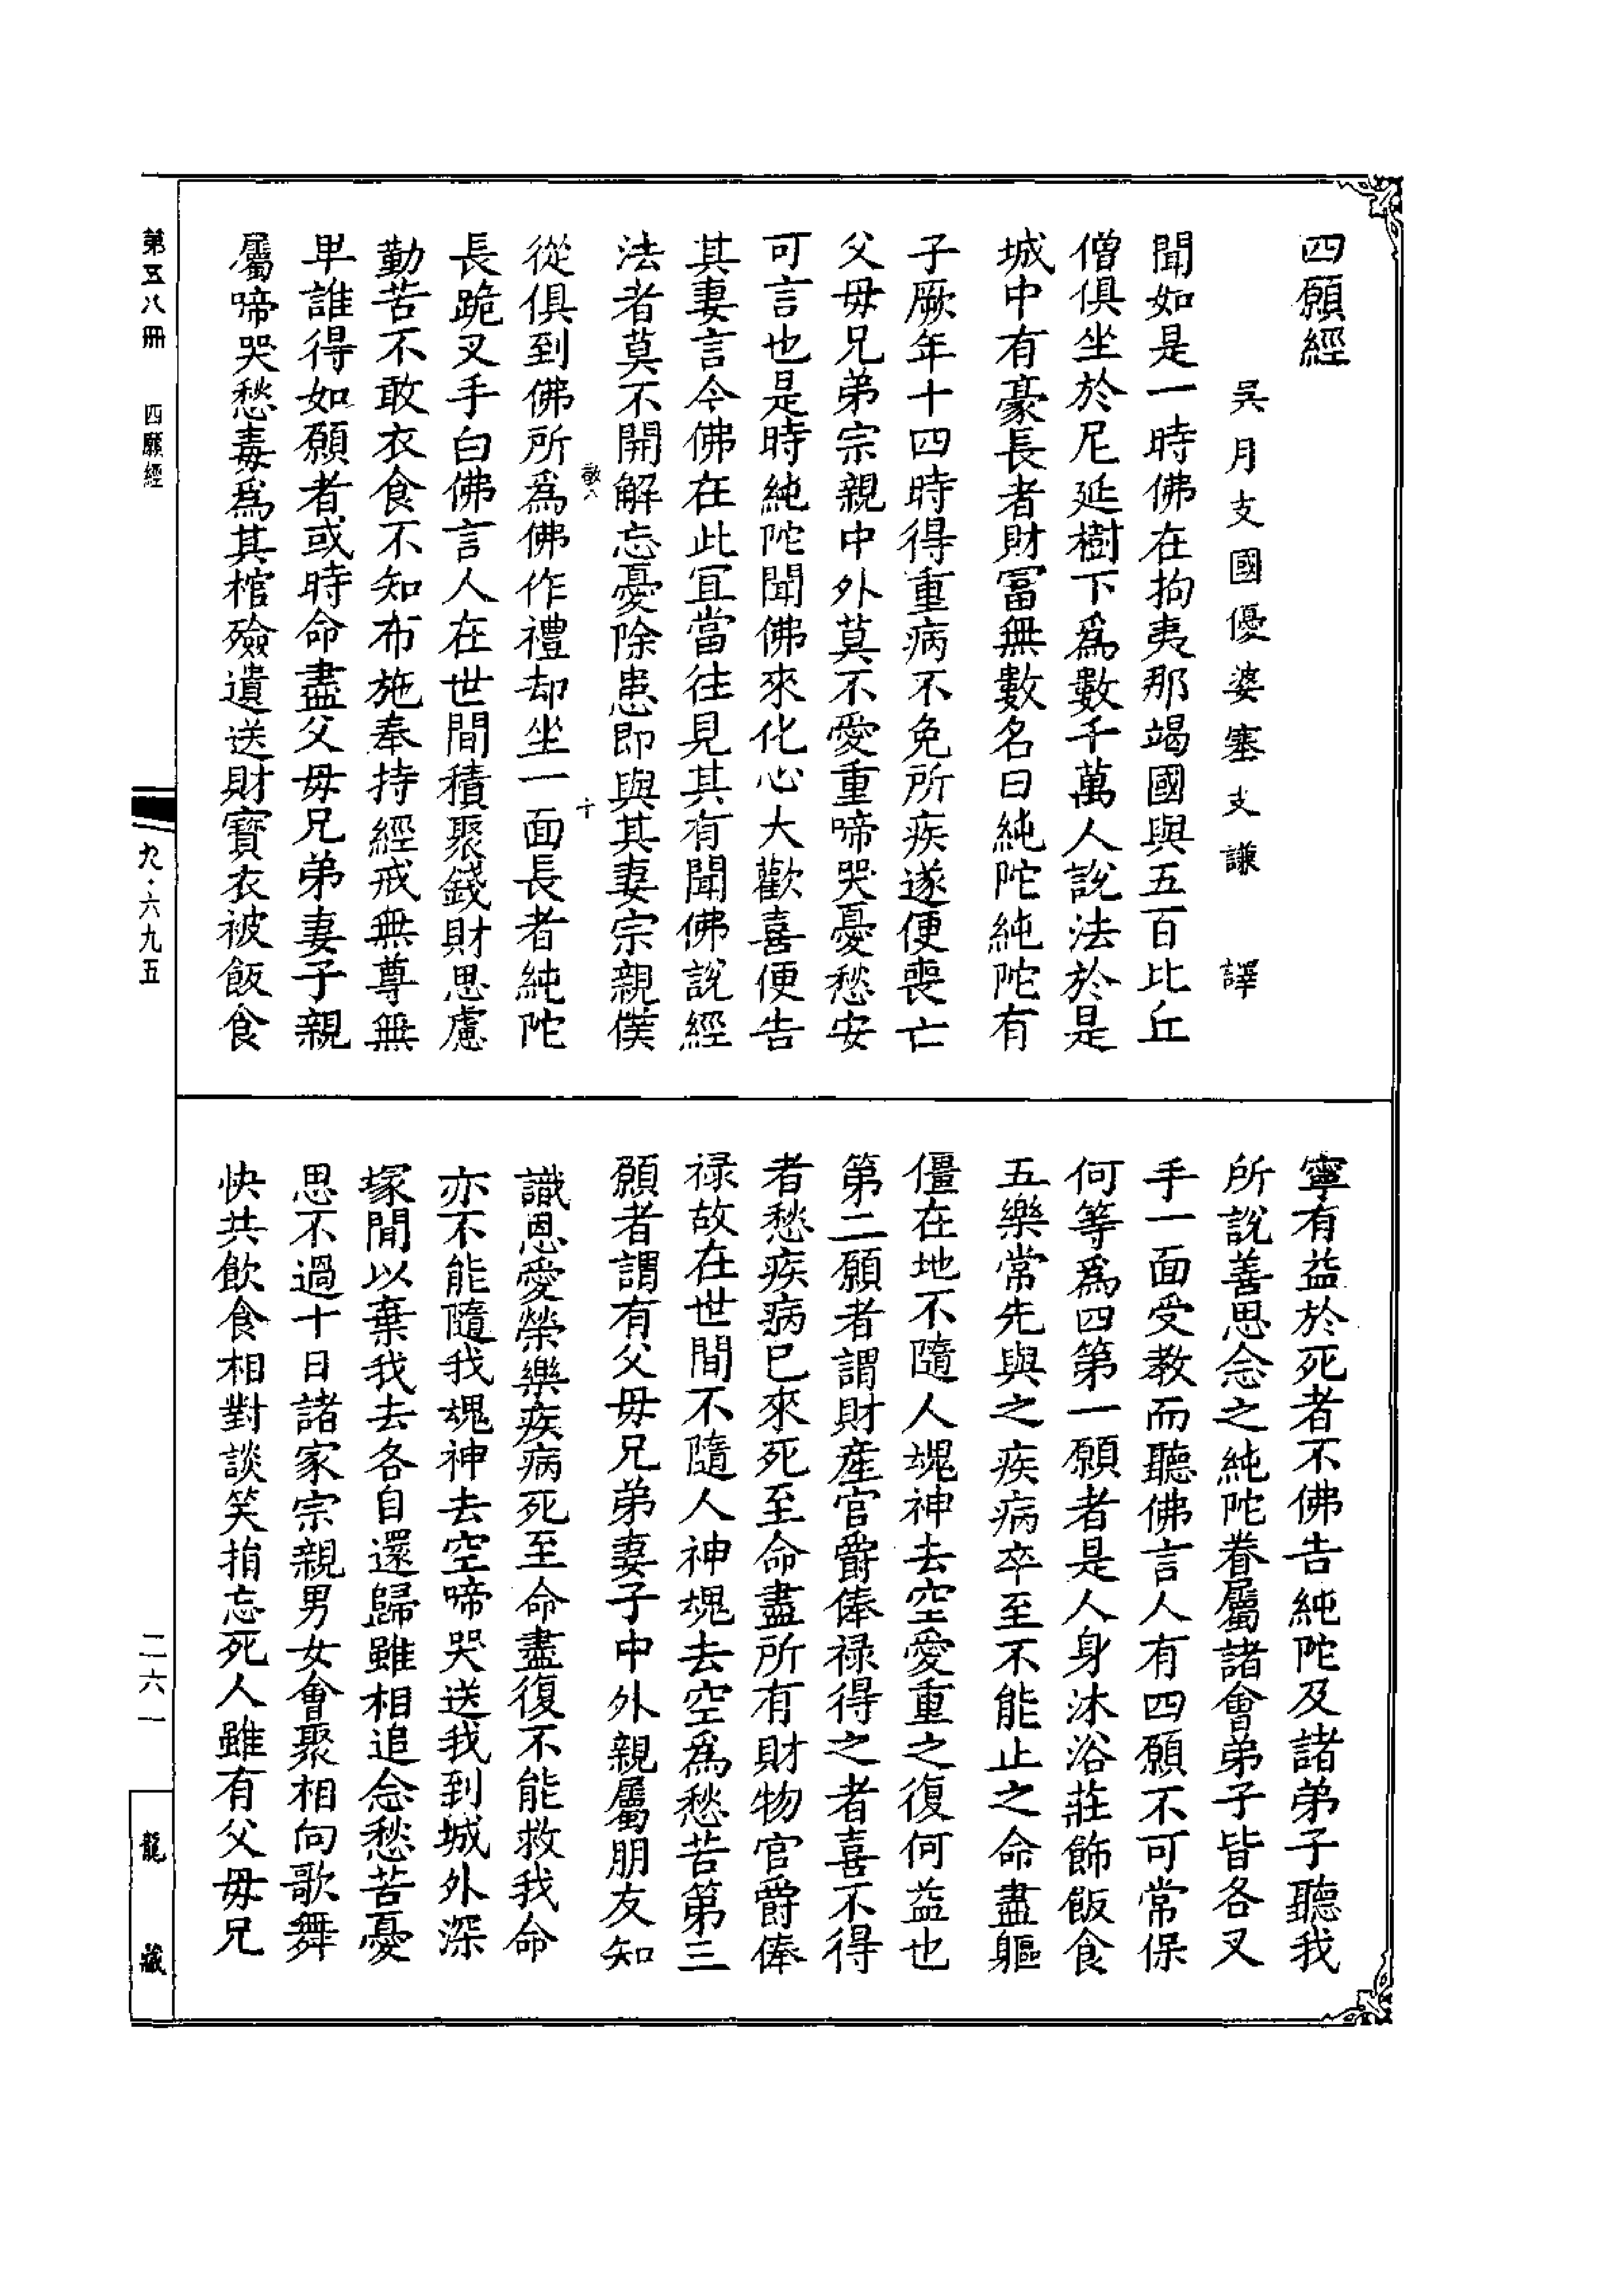 四願經
吳月支國優婆塞支謙　譯
聞如是一時佛在拘夷那竭國與五百比丘
僧俱坐於尼延樹下爲數千萬人說法於是
城中有豪長者財冨無數名曰純陀純陀有
子厥年十四時得重病不免所疾遂便喪亡
父母兄弟宗親中外莫不愛重啼哭憂愁安
可言也是時純陀聞佛來化心大歡喜便告
其妻言今佛在此宜當往見其有聞佛說經
法者莫不開解忘憂除患即與其妻宗親僕
敬八　十
從俱到佛所爲佛作禮却坐一面長者純陀
長跪叉手白佛言人在世間積聚錢財思慮
勤苦不敢衣食不知布施奉持經戒無尊無
卑誰得如願者或時命盡父母兄弟妻子親
屬啼哭愁毒爲其棺殮遺送財寳衣被飯食
寧有益於死者不佛告純陀及諸弟子聽我
所說善思念之純陀眷屬諸會弟子皆各叉
手一面受教而聽佛言人有四願不可常保
何等爲四第一願者是人身沐浴莊飾飯食
五樂常先與之疾病卒至不能止之命盡軀
僵在地不隨人塊神去空愛重之復何益也
第二願者謂財産官爵俸禄得之者喜不得
者愁疾病已來死至命盡所有財物官爵俸
禄故在世間不隨人神塊去空爲愁苦第三
願者謂有父母兄弟妻子中外親屬朋友知
識恩愛榮樂疾病死至命盡復不能救我命
亦不能隨我塊神去空啼哭送我到城外深
塚間以棄我去各自還歸雖相追念愁苦憂
思不過十日諸家宗親男女會聚相向歌舞
快共飲食相對談笑捐忘死人雖有父母兄
第五八冊　四願經
九·六九五
二六一
龍藏